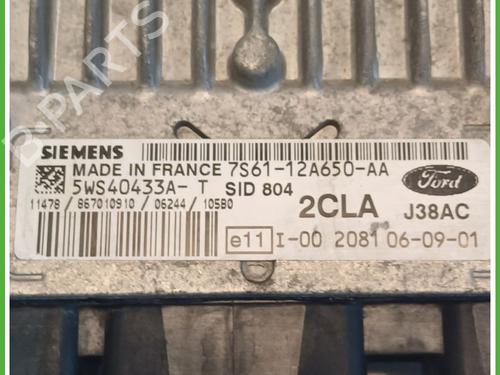 SIEMENS
MADE IN FRANCE 7S61-12A650-AA
5WS40433A- T SID 804
Ford
11478 / 867010910 / 06244 / 105B0
2CLA J38AC
e11 I-00 2081 06-09-01